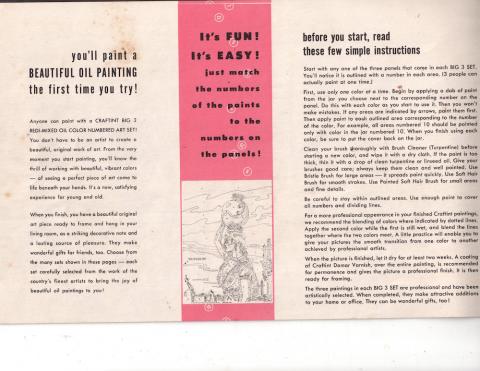 you'll paint a
BEAUTIFUL OIL PAINTING
the first time you try!
Anyone can paint with a CRAFTINT BIG 3
REDI-MIXED OIL COLOR NUMBERED ART SET!
You don't have to be an artist to create a
beautiful, original work of art. From the very
moment you start painting, you'll know the
thrill of working with beautiful, vibrant colors
— of seeing a perfect piece of art come to
life beneath your hands. It's a new, satisfying
experience for young and old.
When you finish, you have a beautiful original
art piece ready to frame and hang in your
living room, as a striking decorative note and
a lasting source of pleasure. They make
wonderful gifts for friends, too. Choose from
the many sets shown in these pages — each
set carefully selected from the work of the
country's finest artists to bring the joy of
beautiful oil paintings to you!
It's FUN!
It's EASY!
just match
the numbers
of the paints
to the
numbers on
the panels!
before you start, read
these few simple instructions
Start with any one of the three panels that come in each BIG 3 SET.
You'll notice it is outlined with a number in each area. (3 people can
actually paint at one time.)
First, use only one color at a time. Begin by applying a dab of paint
from the jar you choose next to the corresponding number on the
panel. Do this with each color as you start to use it. Then you won't
make mistakes. If any areas are indicated by arrows, paint them first.
Then apply paint to each outlined area corresponding to the number
of the color. For example, all areas numbered 10 should be painted
only with color in the jar numbered 10. When you finish using each
color, be sure to put the cover back on the jar.
Clean your brush thoroughly with Brush Cleaner (Turpentine) before
starting a new color, and wipe it with a dry cloth. If the paint is too
thick, thin it with a drop of clean turpentine or linseed oil. Give your
brushes good care; always keep them clean and well pointed. Use
Bristle Brush for large areas — it spreads paint quickly. Use Soft Hair
Brush for smooth strokes. Use Pointed Soft Hair Brush for small areas
and fine details.
Be careful to stay within outlined areas. Use enough paint to cover
all numbers and dividing lines.
For a more professional appearance in your finished Craftint paintings,
we recommend the blending of colors where indicated by dotted lines.
Apply the second color while the first is still wet, and blend the lines
together where the two colors meet. A little practice will enable you to
give your pictures the smooth transition from one color to another
achieved by professional artists.
When the picture is finished, let it dry for at least two weeks. A coating
of Craftint Damar Varnish, over the entire painting, is recommended
for permanence and gives the picture a professional finish. It is then
ready for framing.
The three paintings in each BIG 3 SET are professional and have been
artistically selected. When completed, they make attractive additions
to your home or office. They can be wonderful gifts, too!